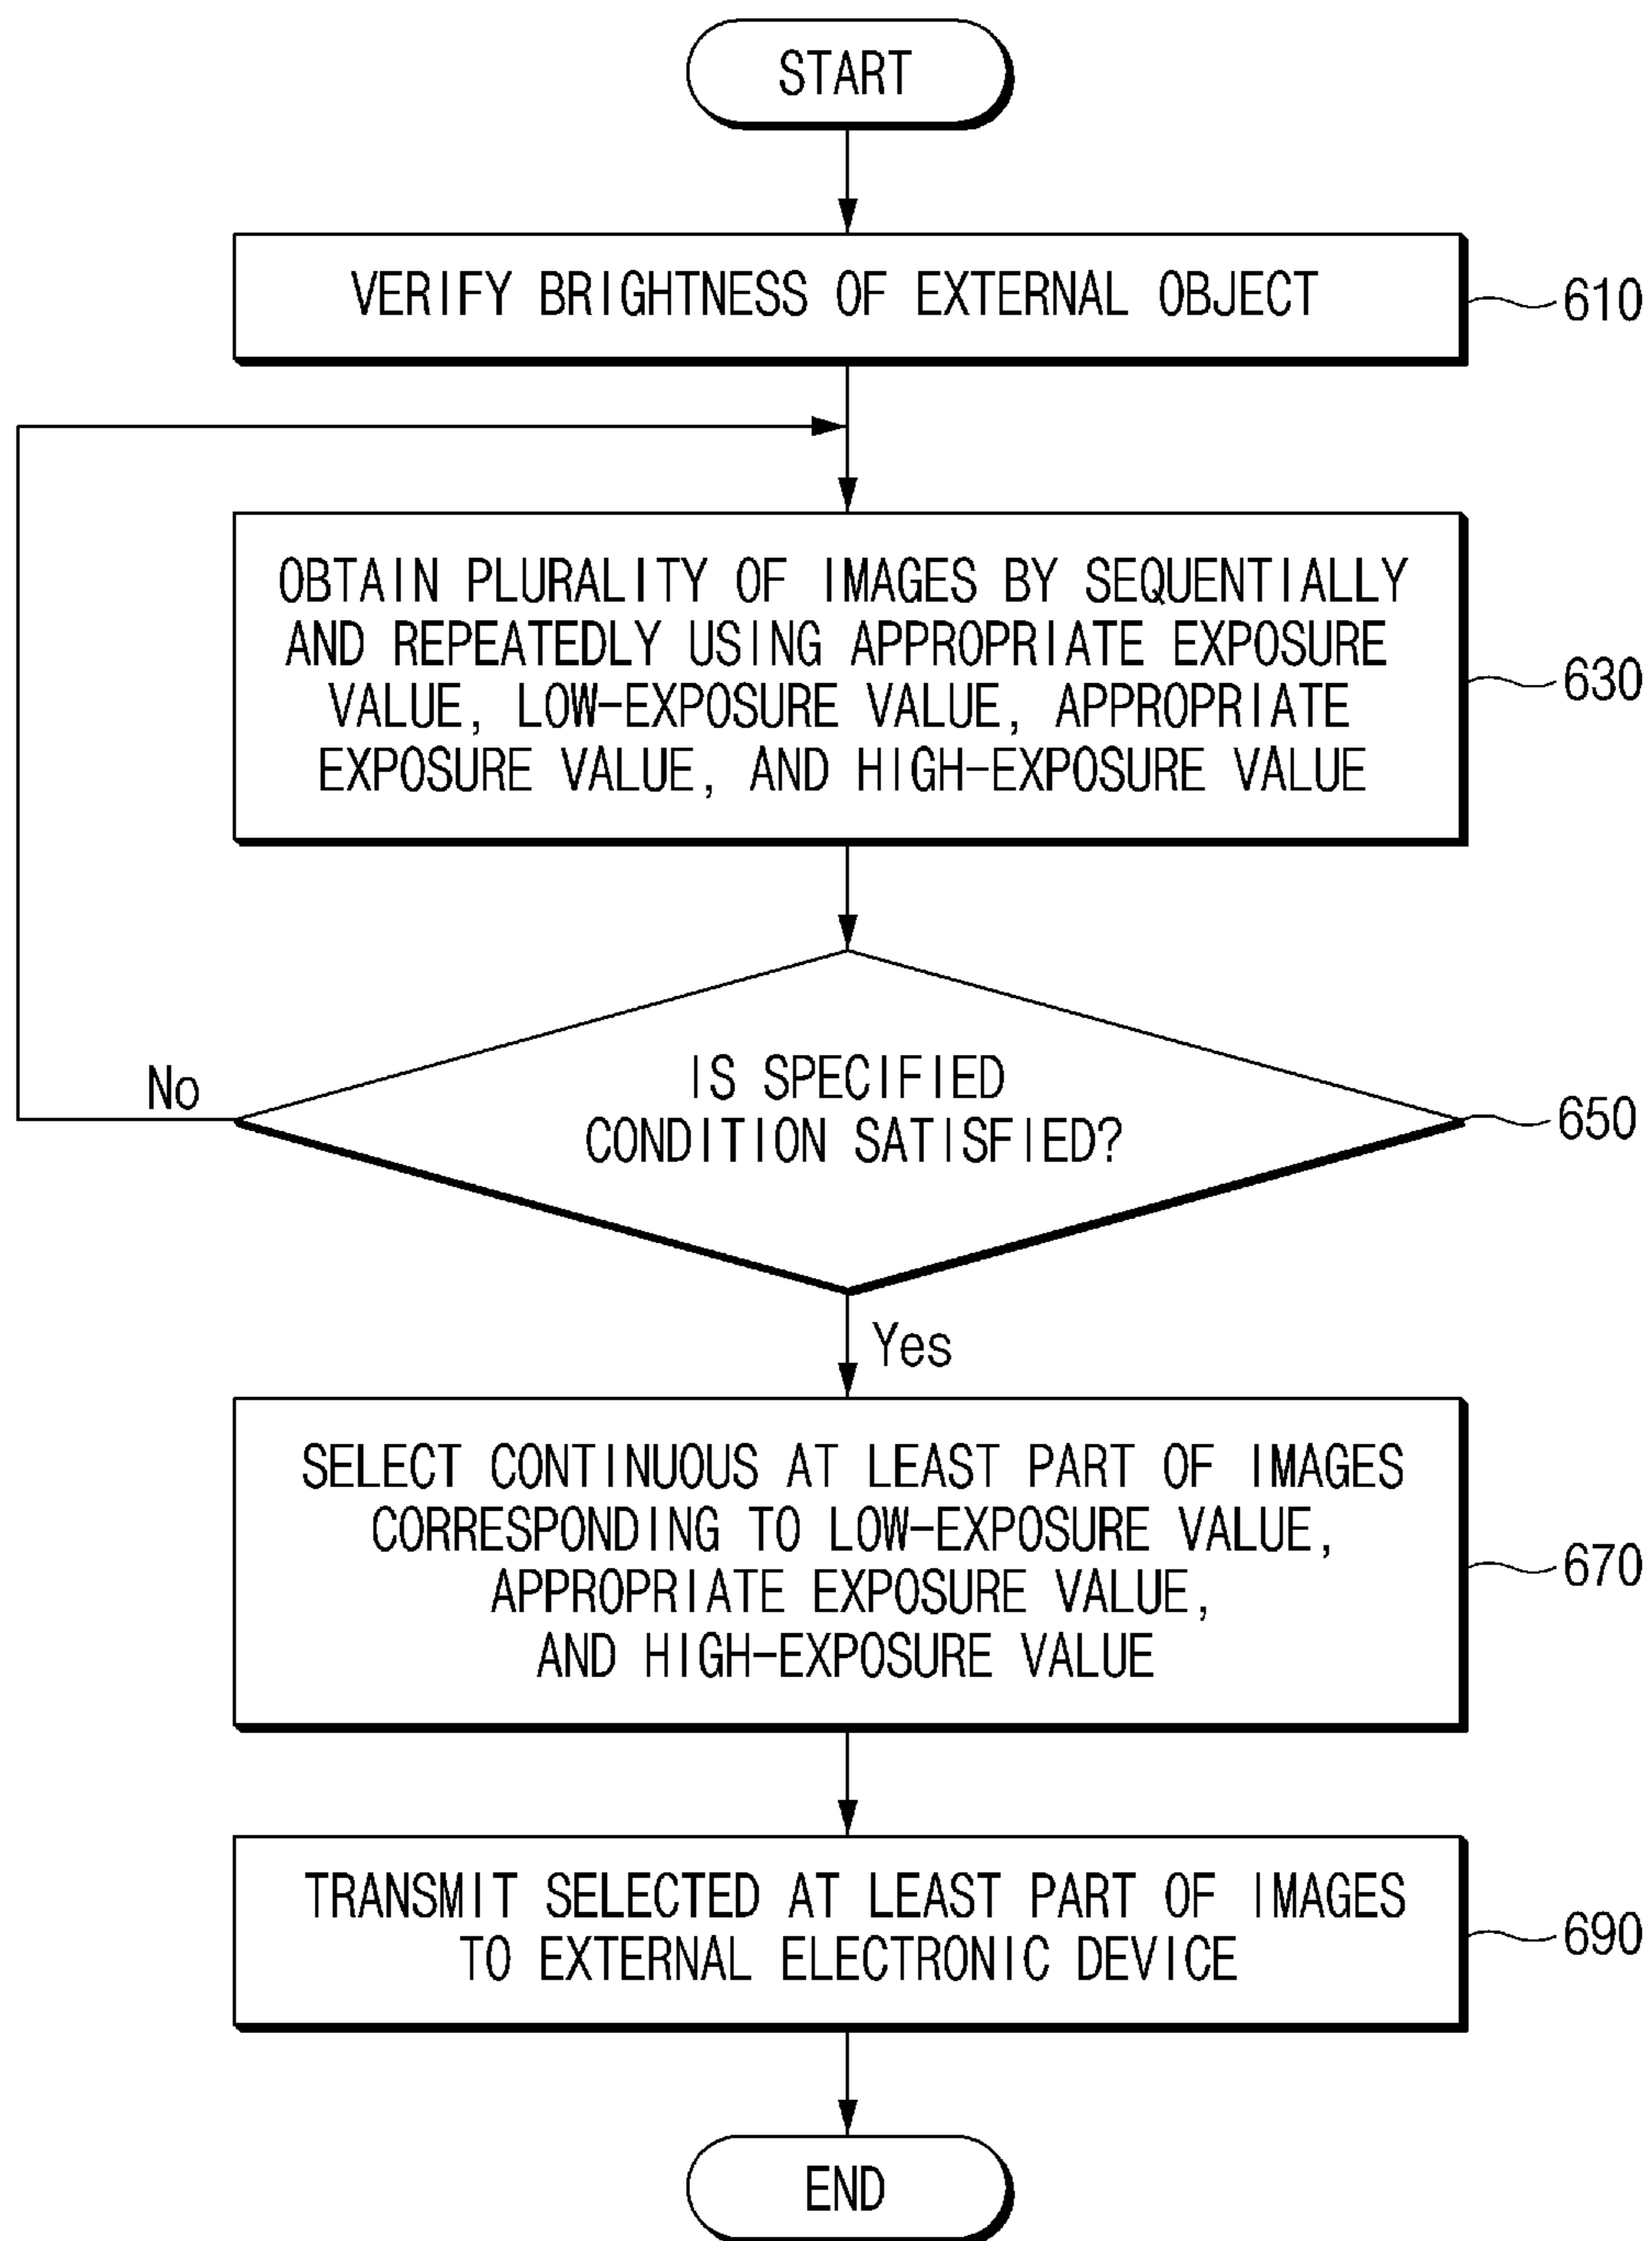 START
VERIFY BRIGHTNESS OF EXTERNAL OBJECT
610
OBTAIN PLURALITY OF IMAGES BY SEQUENTIALLY
AND REPEATEDLY USING APPROPRIATE EXPOSURE
VALUE, LOW-EXPOSURE VALUE, APPROPRIATE
EXPOSURE VALUE, AND HIGH-EXPOSURE VALUE
630
IS SPECIFIED
CONDITION SATISFIED?
650
No
Yes
SELECT CONTINUOUS AT LEAST PART OF IMAGES
CORRESPONDING TO LOW-EXPOSURE VALUE,
APPROPRIATE EXPOSURE VALUE,
AND HIGH-EXPOSURE VALUE
670
TRANSMIT SELECTED AT LEAST PART OF IMAGES
TO EXTERNAL ELECTRONIC DEVICE
690
END